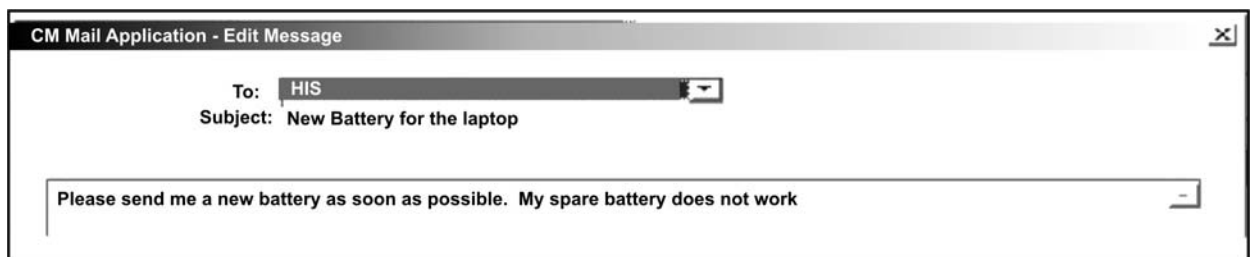 CM Mail Application - Edit Message
To: HIS
Subject: New Battery for the laptop
Please send me a new battery as soon as possible. My spare battery does not work